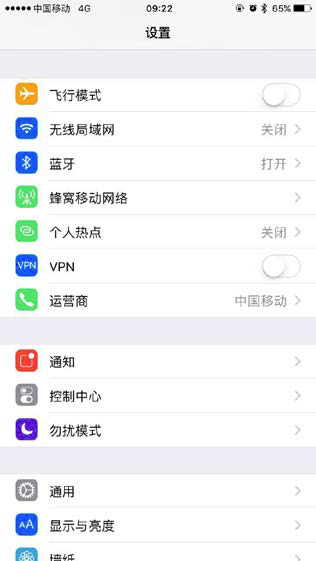 中国移动 4G 09:22 65%
设置
飞行模式
无线局域网 关闭
蓝牙 打开
蜂窝移动网络
个人热点 关闭
VPN VPN
运营商 中国移动
通知
控制中心
勿扰模式
通用
AA 显示与亮度
墙纸